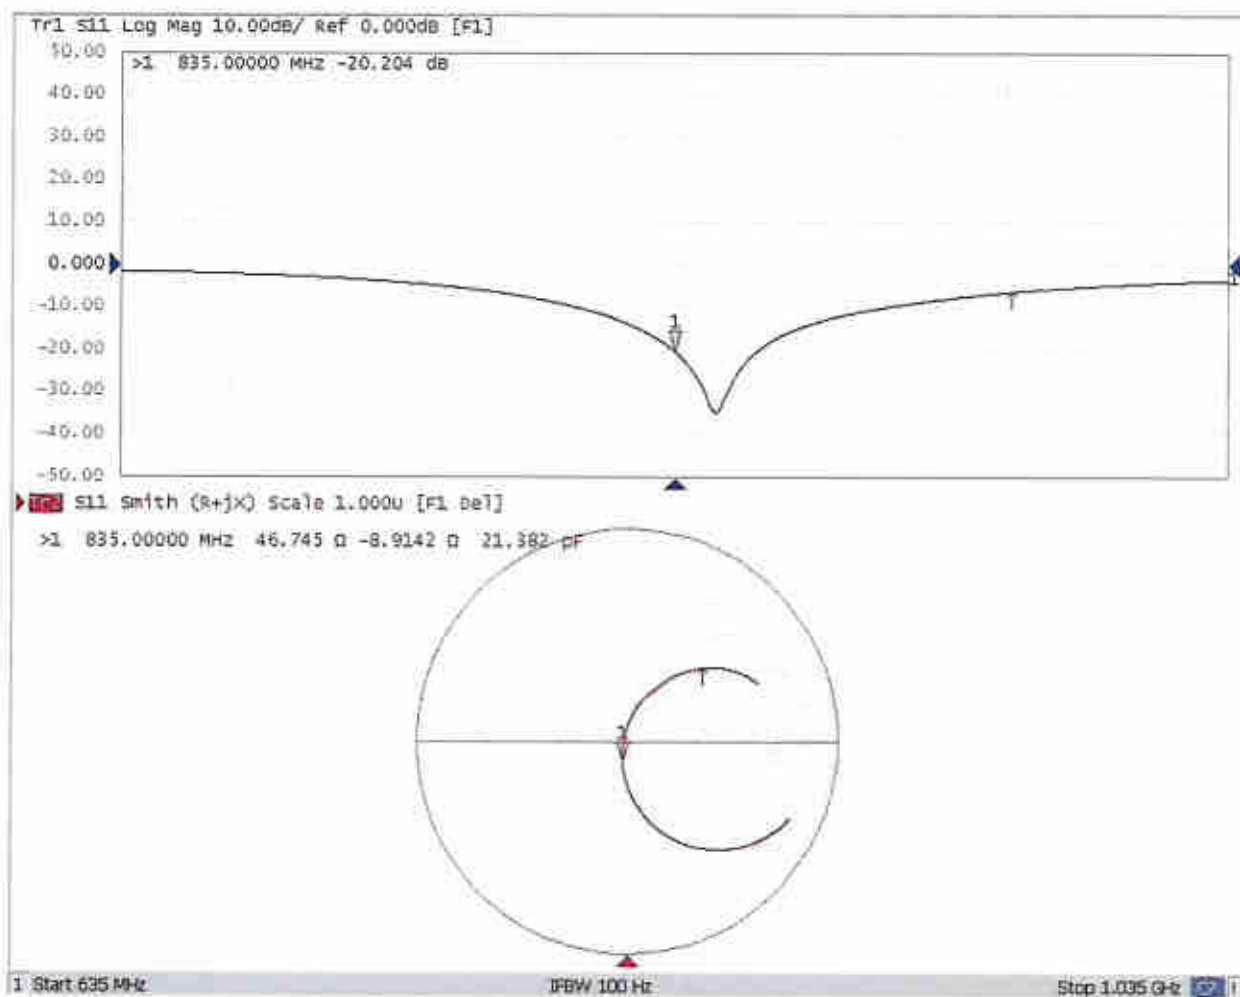 Tr1 S11 Log Mag 10.00dB/ Ref 0.000dB [F1]
50.00
>1 835.00000 MHz -20.204 dB
40.00
30.00
20.00
10.00
0.000
-10.00
1
-20.00
-30.00
-40.00
-50.00
Tr2 S11 Smith (R+jX) Scale 1.000U [F1 Del]
>1 835.00000 MHz 46.745 Ω -8.9142 Ω 21.382 pF
1 Start 635 MHz
IFBW 100 Hz
Stop 1.035 GHz